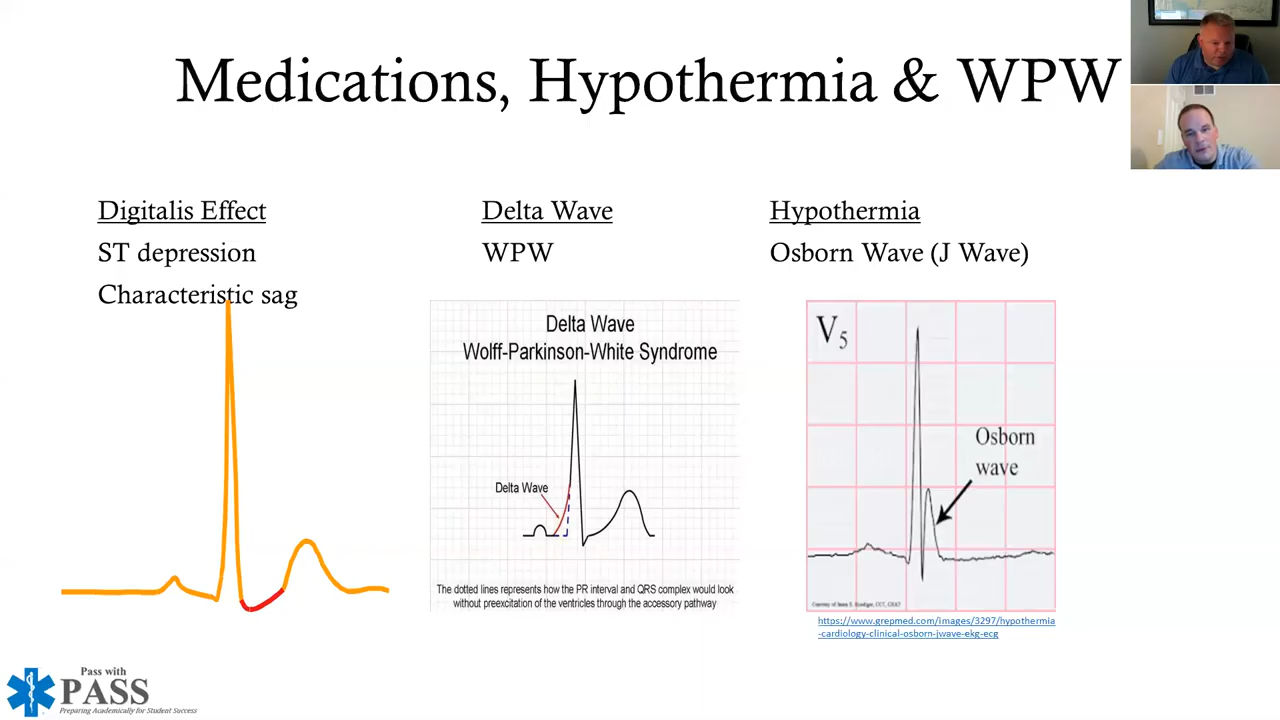 Medications, Hypothermia & WPW
Digitalis Effect
ST depression
Characteristic sag
Delta Wave
WPW
Hypothermia
Osborn Wave (J Wave)
Delta Wave
Wolff-Parkinson-White Syndrome
Delta Wave
The dotted lines represents how the PR interval and QRS complex would look
without preexcitation of the ventricles through the accessory pathway
V5
Osborn
wave
https://www.grepmed.com/images/3297/hypothermia
-cardiology-clinical-osborn-jwave-ekg-ecg
Pass with
PASS
Preparing Academically for Student Success